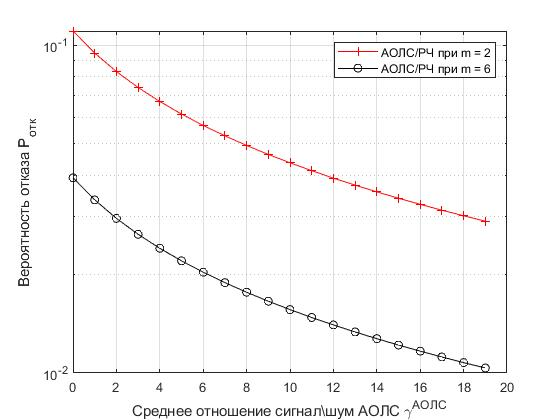 10⁻¹
АОЛС/РЧ при m = 2
АОЛС/РЧ при m = 6
Вероятность отказа Pотк
10⁻²
0 2 4 6 8 10 12 14 16 18 20
Среднее отношение сигнал\шум АОЛС γ^АОЛС